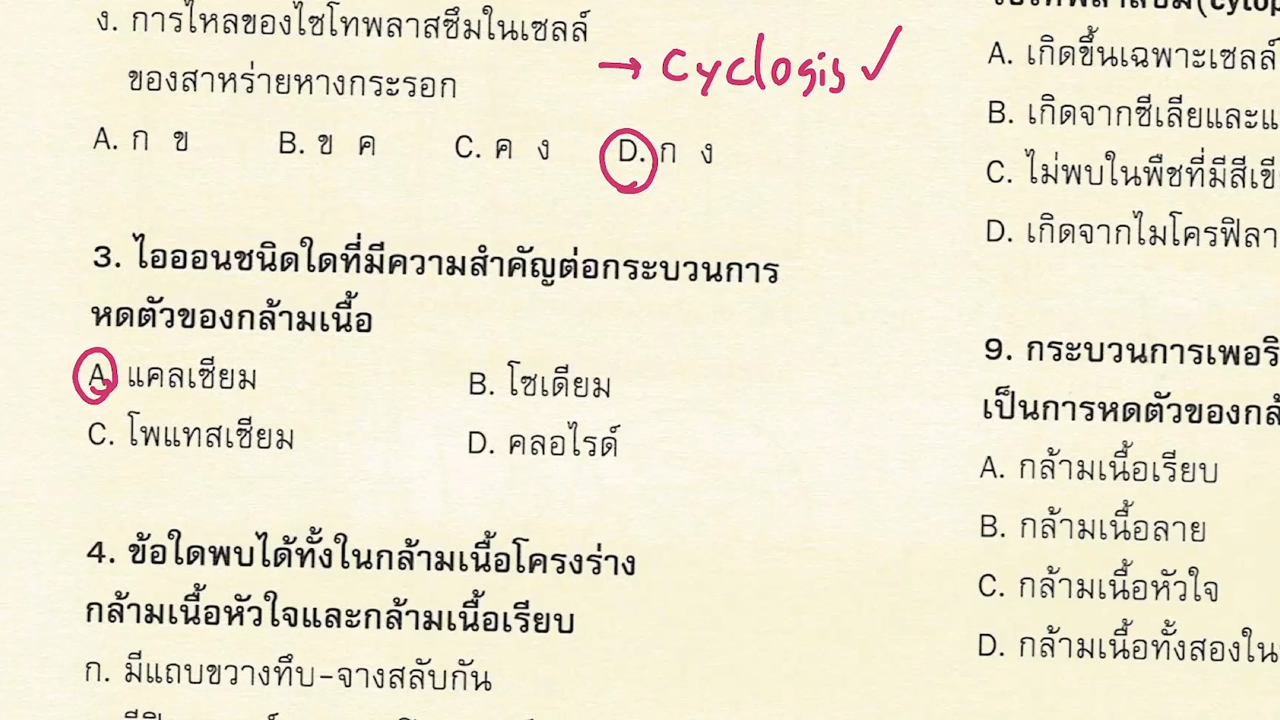 ง. การไหลของไซโทพลาสซึมในเซลล์
ของสาหร่ายหางกระรอก
→ Cyclosis ✓
A. ก ข B. ข ค C. ค ง D. ก ง
3. ไอออนชนิดใดที่มีความสำคัญต่อกระบวนการ
หดตัวของกล้ามเนื้อ
A. แคลเซียม B. โซเดียม
C. โพแทสเซียม D. คลอไรด์
4. ข้อใดพบได้ทั้งในกล้ามเนื้อโครงร่าง
กล้ามเนื้อหัวใจและกล้ามเนื้อเรียบ
ก. มีแถบขวางทึบ-จางสลับกัน
A. เกิดขึ้นเฉพาะเซลล์
B. เกิดจากซีเลียและ
C. ไม่พบในพืชที่มีสีเขี
D. เกิดจากไมโครฟิลา
9. กระบวนการเพอริ
เป็นการหดตัวของกล้
A. กล้ามเนื้อเรียบ
B. กล้ามเนื้อลาย
C. กล้ามเนื้อหัวใจ
D. กล้ามเนื้อทั้งสองใน